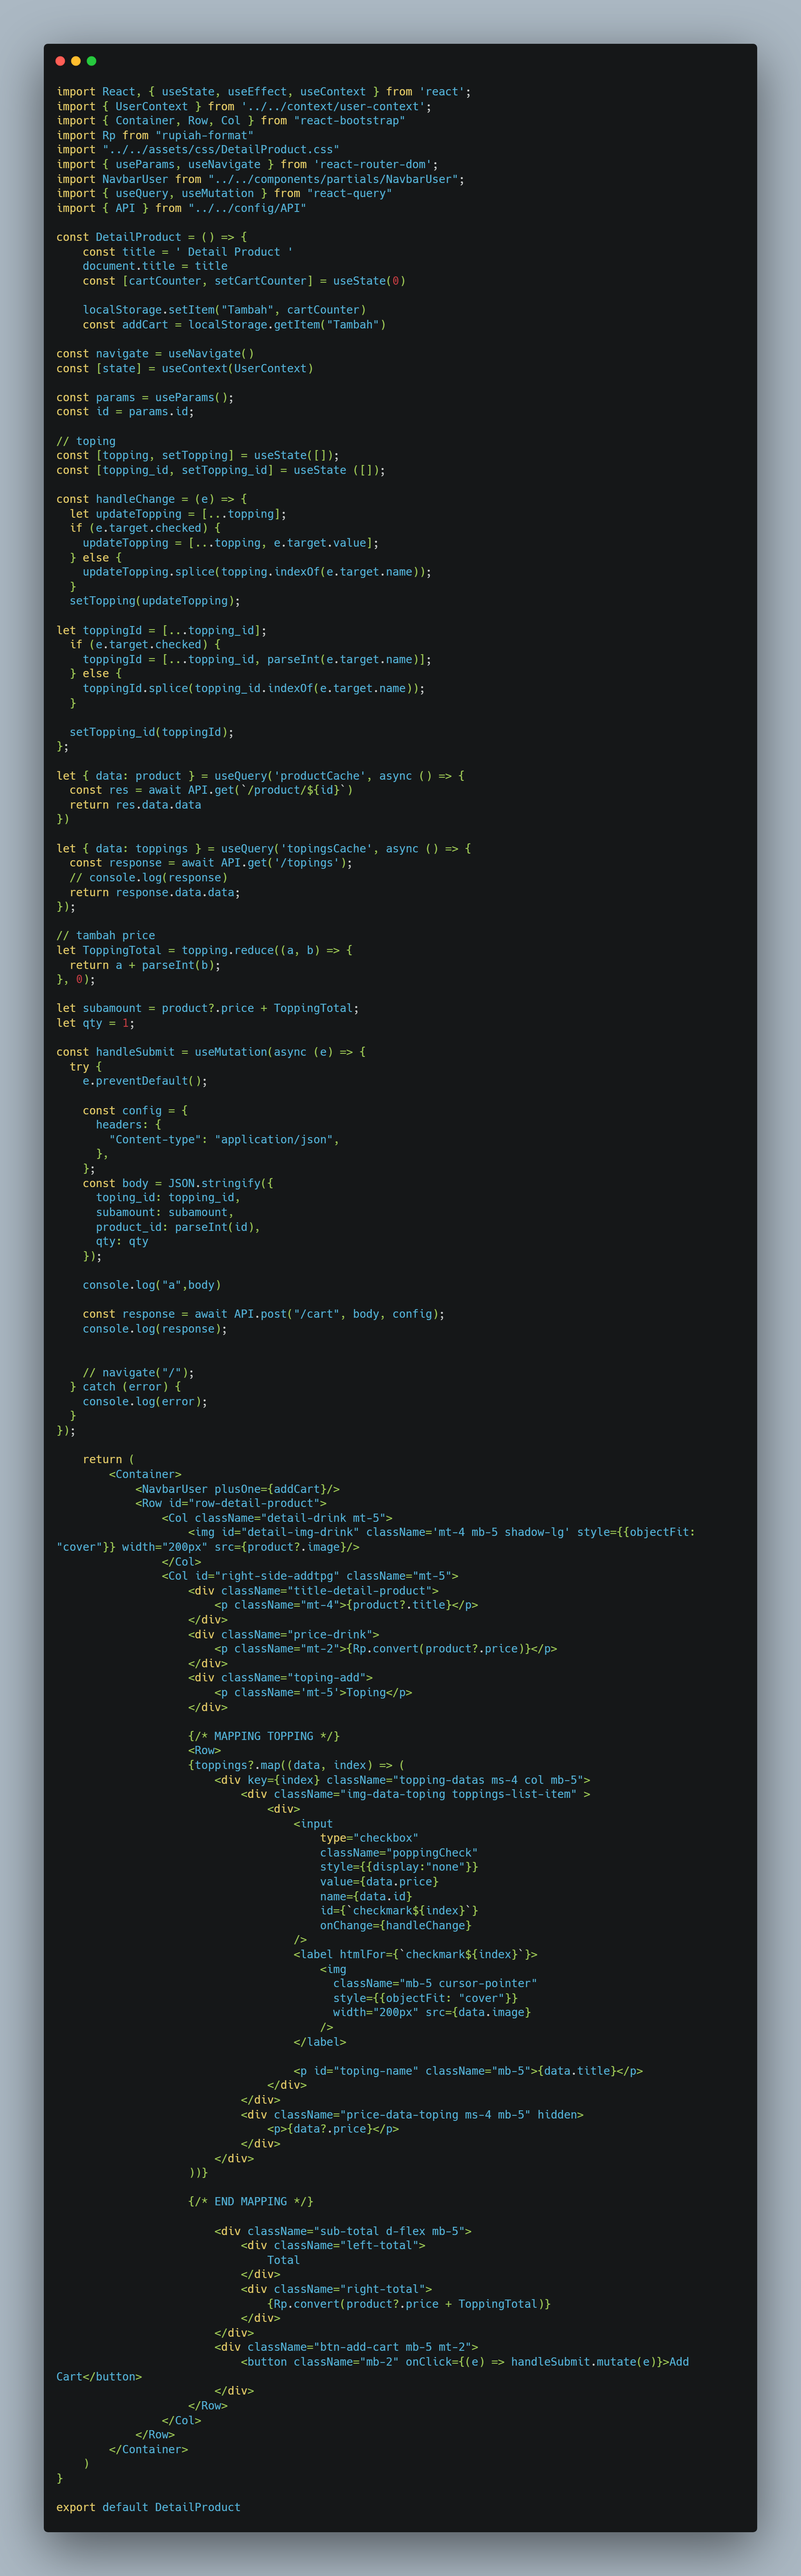 import React, { useState, useEffect, useContext } from 'react';
import { UserContext } from '../../context/user-context';
import { Container, Row, Col } from "react-bootstrap"
import Rp from "rupiah-format"
import "../../assets/css/DetailProduct.css"
import { useParams, useNavigate } from 'react-router-dom';
import NavbarUser from "../../components/partials/NavbarUser";
import { useQuery, useMutation } from "react-query"
import { API } from "../../config/API"

const DetailProduct = () => {
    const title = ' Detail Product '
    document.title = title
    const [cartCounter, setCartCounter] = useState(0)

    localStorage.setItem("Tambah", cartCounter)
    const addCart = localStorage.getItem("Tambah")

const navigate = useNavigate()
const [state] = useContext(UserContext)

const params = useParams();
const id = params.id;

// toping
const [topping, setTopping] = useState([]);
const [topping_id, setTopping_id] = useState ([]);

const handleChange = (e) => {
  let updateTopping = [...topping];
  if (e.target.checked) {
    updateTopping = [...topping, e.target.value];
  } else {
    updateTopping.splice(topping.indexOf(e.target.name));
  }
  setTopping(updateTopping);

let toppingId = [...topping_id];
  if (e.target.checked) {
    toppingId = [...topping_id, parseInt(e.target.name)];
  } else {
    toppingId.splice(topping_id.indexOf(e.target.name));
  }

  setTopping_id(toppingId);
};

let { data: product } = useQuery('productCache', async () => {
  const res = await API.get(`/product/${id}`)
  return res.data.data
})

let { data: toppings } = useQuery('topingsCache', async () => {
  const response = await API.get('/topings');
  // console.log(response)
  return response.data.data;
});

// tambah price
let ToppingTotal = topping.reduce((a, b) => {
  return a + parseInt(b);
}, 0);

let subamount = product?.price + ToppingTotal;
let qty = 1;

const handleSubmit = useMutation(async (e) => {
  try {
    e.preventDefault();

    const config = {
      headers: {
        "Content-type": "application/json",
      },
    };
    const body = JSON.stringify({
      toping_id: topping_id,
      subamount: subamount,
      product_id: parseInt(id),
      qty: qty
    });

    console.log("a",body)

    const response = await API.post("/cart", body, config);
    console.log(response);


    // navigate("/");
  } catch (error) {
    console.log(error);
  }
});

    return (
        <Container>
            <NavbarUser plusOne={addCart}/>
            <Row id="row-detail-product">
                <Col className="detail-drink mt-5">
                    <img id="detail-img-drink" className='mt-4 mb-5 shadow-lg' style={{objectFit:
"cover"}} width="200px" src={product?.image}/>
                </Col>
                <Col id="right-side-addtpg" className="mt-5">
                    <div className="title-detail-product">
                        <p className="mt-4">{product?.title}</p>
                    </div>
                    <div className="price-drink">
                        <p className="mt-2">{Rp.convert(product?.price)}</p>
                    </div>
                    <div className="toping-add">
                        <p className='mt-5'>Toping</p>
                    </div>

                    {/* MAPPING TOPPING */}
                    <Row>
                    {toppings?.map((data, index) => (
                        <div key={index} className="topping-datas ms-4 col mb-5">
                            <div className="img-data-toping toppings-list-item" >
                                <div>
                                    <input
                                        type="checkbox"
                                        className="poppingCheck"
                                        style={{display:"none"}}
                                        value={data.price}
                                        name={data.id}
                                        id={`checkmark${index}`}
                                        onChange={handleChange}
                                    />
                                    <label htmlFor={`checkmark${index}`}>
                                        <img
                                          className="mb-5 cursor-pointer"
                                          style={{objectFit: "cover"}}
                                          width="200px" src={data.image}
                                        />
                                    </label>

                                    <p id="toping-name" className="mb-5">{data.title}</p>
                                </div>
                            </div>
                            <div className="price-data-toping ms-4 mb-5" hidden>
                                <p>{data?.price}</p>
                            </div>
                        </div>
                    ))}

                    {/* END MAPPING */}

                        <div className="sub-total d-flex mb-5">
                            <div className="left-total">
                                Total
                            </div>
                            <div className="right-total">
                                {Rp.convert(product?.price + ToppingTotal)}
                            </div>
                        </div>
                        <div className="btn-add-cart mb-5 mt-2">
                            <button className="mb-2" onClick={(e) => handleSubmit.mutate(e)}>Add
Cart</button>
                        </div>
                    </Row>
                </Col>
            </Row>
        </Container>
    )
}

export default DetailProduct